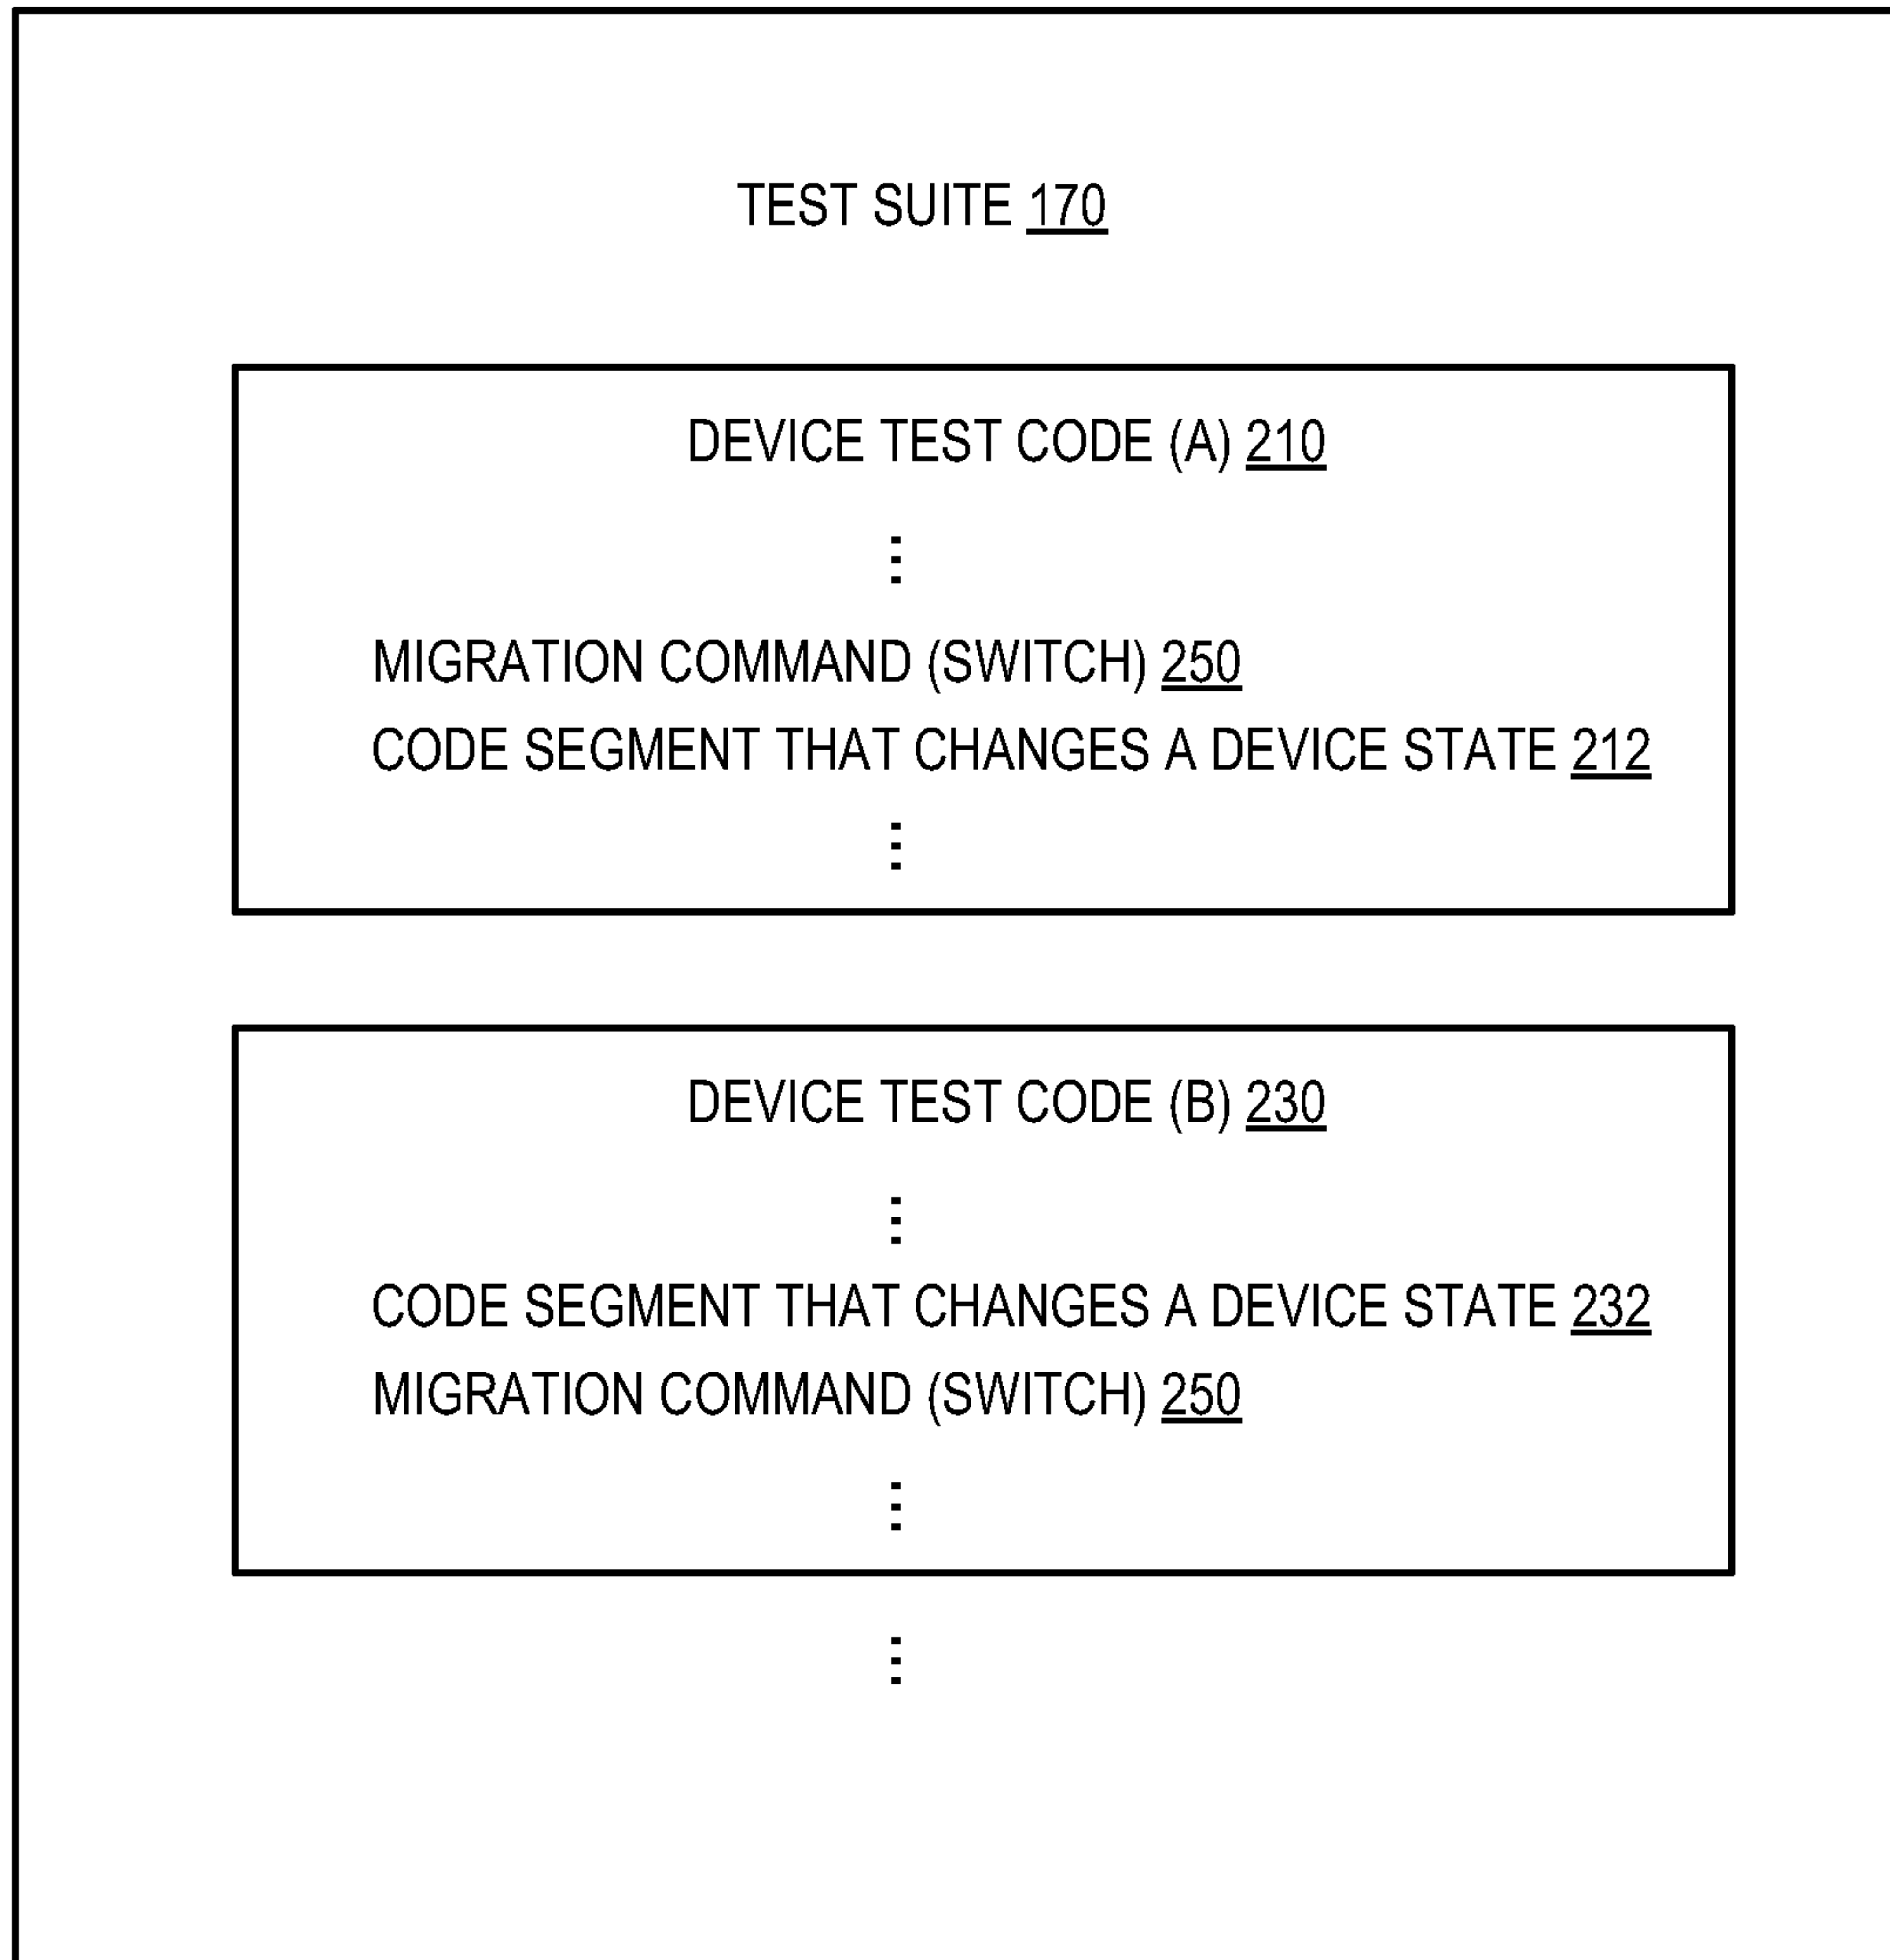 TEST SUITE 170
DEVICE TEST CODE (A) 210
MIGRATION COMMAND (SWITCH) 250
CODE SEGMENT THAT CHANGES A DEVICE STATE 212
DEVICE TEST CODE (B) 230
CODE SEGMENT THAT CHANGES A DEVICE STATE 232
MIGRATION COMMAND (SWITCH) 250